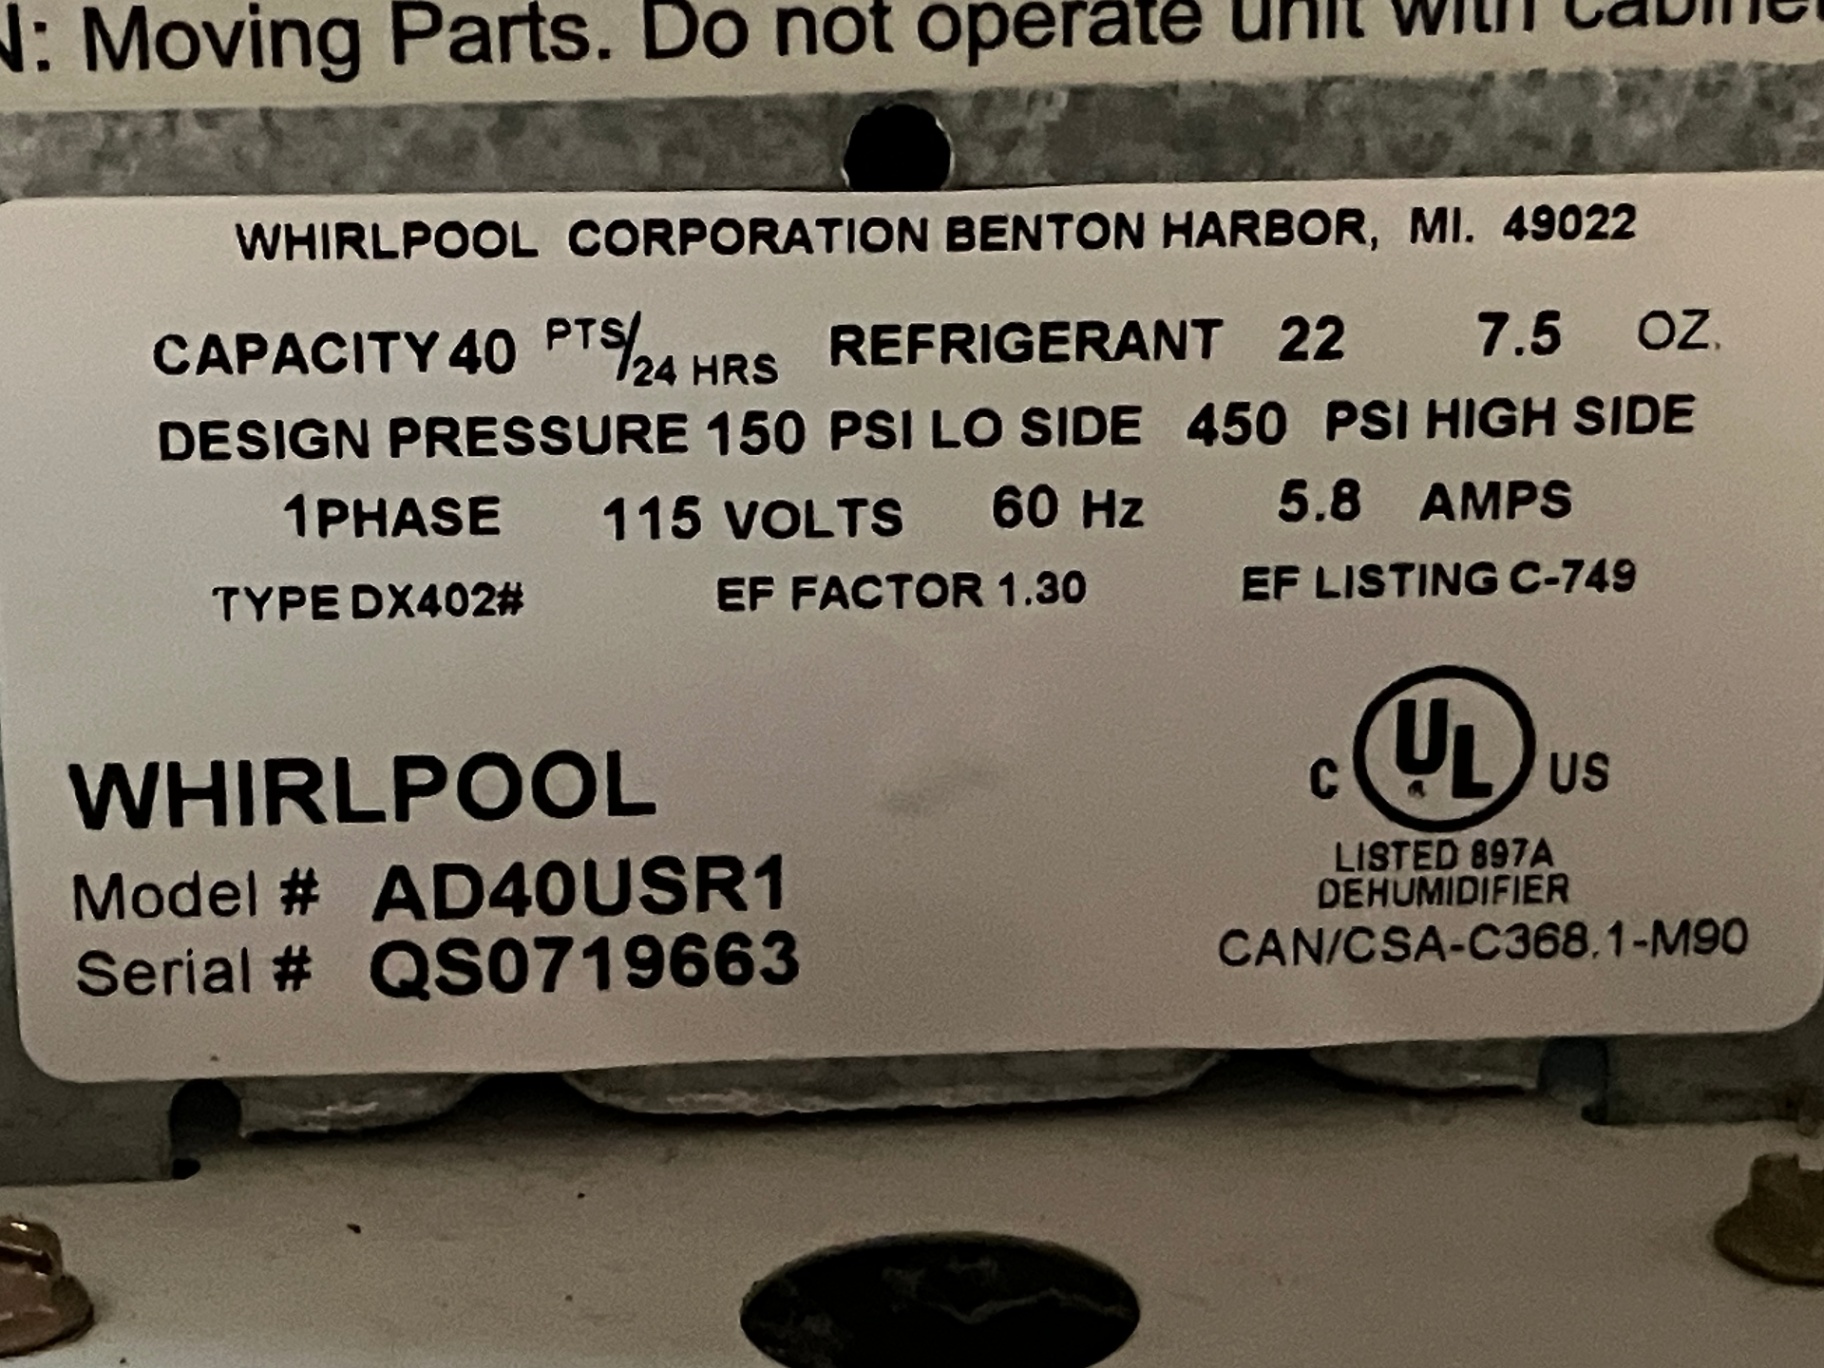 N: Moving Parts. Do not operate unit with cabinet
WHIRLPOOL CORPORATION BENTON HARBOR, MI. 49022
CAPACITY 40 PTS/24 HRS REFRIGERANT 22 7.5 OZ.
DESIGN PRESSURE 150 PSI LO SIDE 450 PSI HIGH SIDE
1 PHASE 115 VOLTS 60 Hz 5.8 AMPS
TYPE DX402# EF FACTOR 1.30 EF LISTING C-749
C UL US
LISTED 897A
DEHUMIDIFIER
CAN/CSA-C368.1-M90
WHIRLPOOL
Model # AD40USR1
Serial # QS0719663